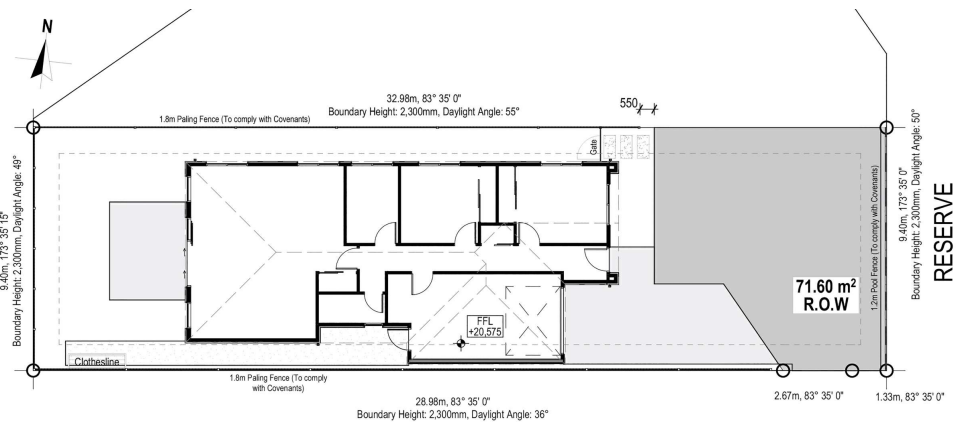 N
32.98m, 83° 35' 0"
Boundary Height: 2,300mm, Daylight Angle: 55°
1.8m Paling Fence (To comply with Covenants)
550
Gate
9.40m, 173° 35' 15"
Boundary Height: 2,300mm, Daylight Angle: 49°
1.2m Pool Fence (To comply with Covenants)
9.40m, 173° 35' 0"
Boundary Height: 2,300mm, Daylight Angle: 50°
RESERVE
71.60 m²
R.O.W
FFL
+20,575
Clothesline
1.8m Paling Fence (To comply
with Covenants)
28.98m, 83° 35' 0"
Boundary Height: 2,300mm, Daylight Angle: 36°
2.67m, 83° 35' 0"
1.33m, 83° 35' 0"